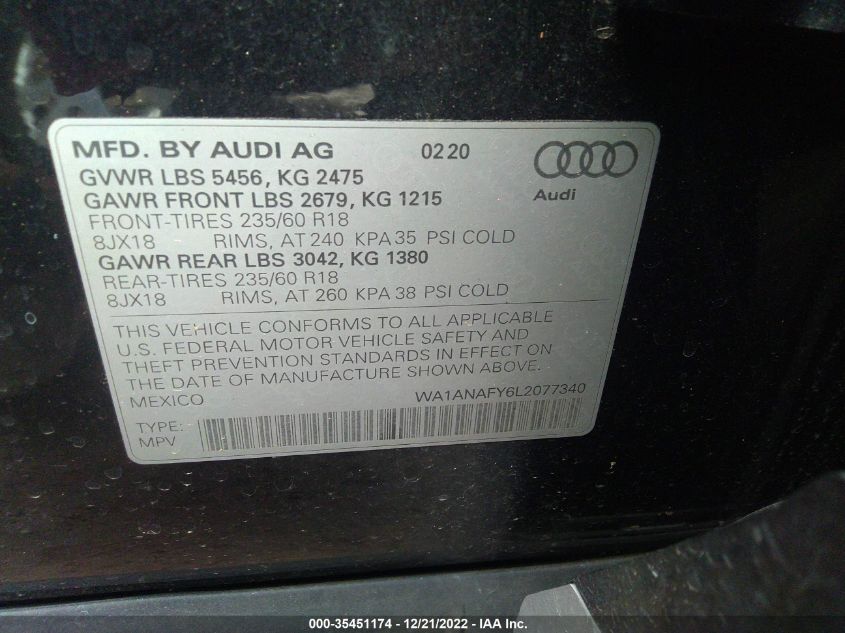 MFD. BY AUDI AG 0220
GVWR LBS 5456, KG 2475
Audi
GAWR FRONT LBS 2679, KG 1215
FRONT-TIRES 235/60 R18
8JX18 RIMS, AT 240 KPA 35 PSI COLD
GAWR REAR LBS 3042, KG 1380
REAR-TIRES 235/60 R18
8JX18 RIMS, AT 260 KPA 38 PSI COLD
THIS VEHICLE CONFORMS TO ALL APPLICABLE
U.S. FEDERAL MOTOR VEHICLE SAFETY AND
THEFT PREVENTION STANDARDS IN EFFECT ON
THE DATE OF MANUFACTURE SHOWN ABOVE.
MEXICO WA1ANAFY6L2077340
TYPE:
MPV
000-35451174 - 12/21/2022 - IAA Inc.